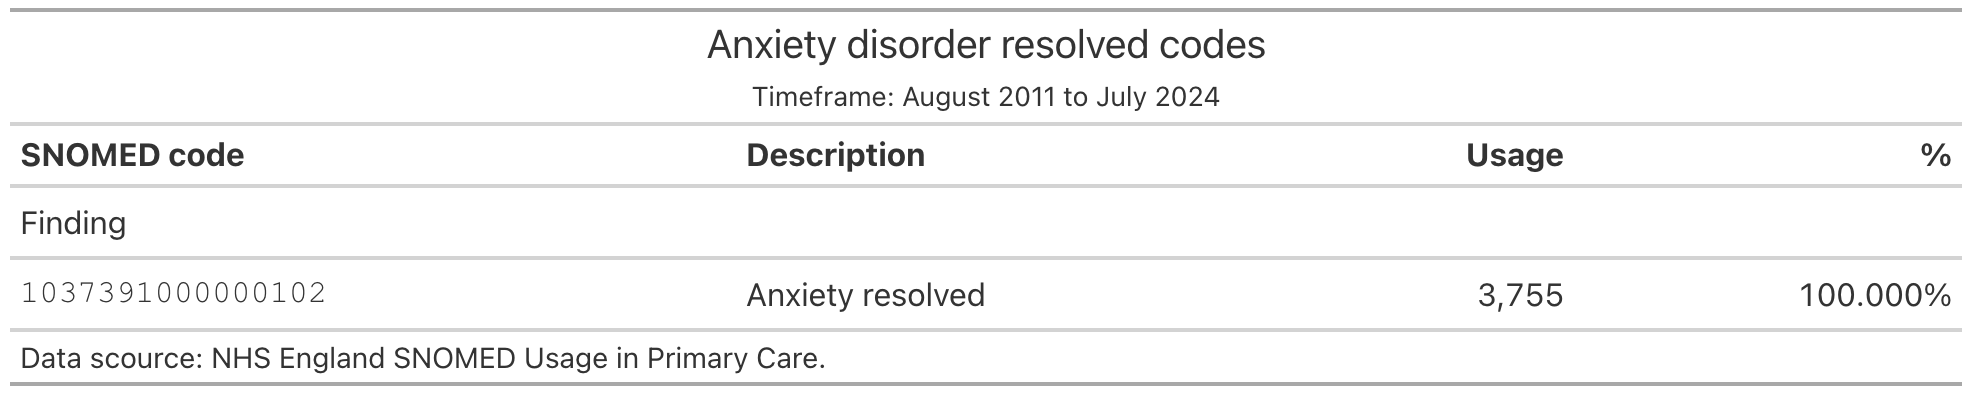 Anxiety disorder resolved codes
Timeframe: August 2011 to July 2024
SNOMED code Description Usage %
Finding
1037391000000102 Anxiety resolved 3,755 100.000%
Data scource: NHS England SNOMED Usage in Primary Care.